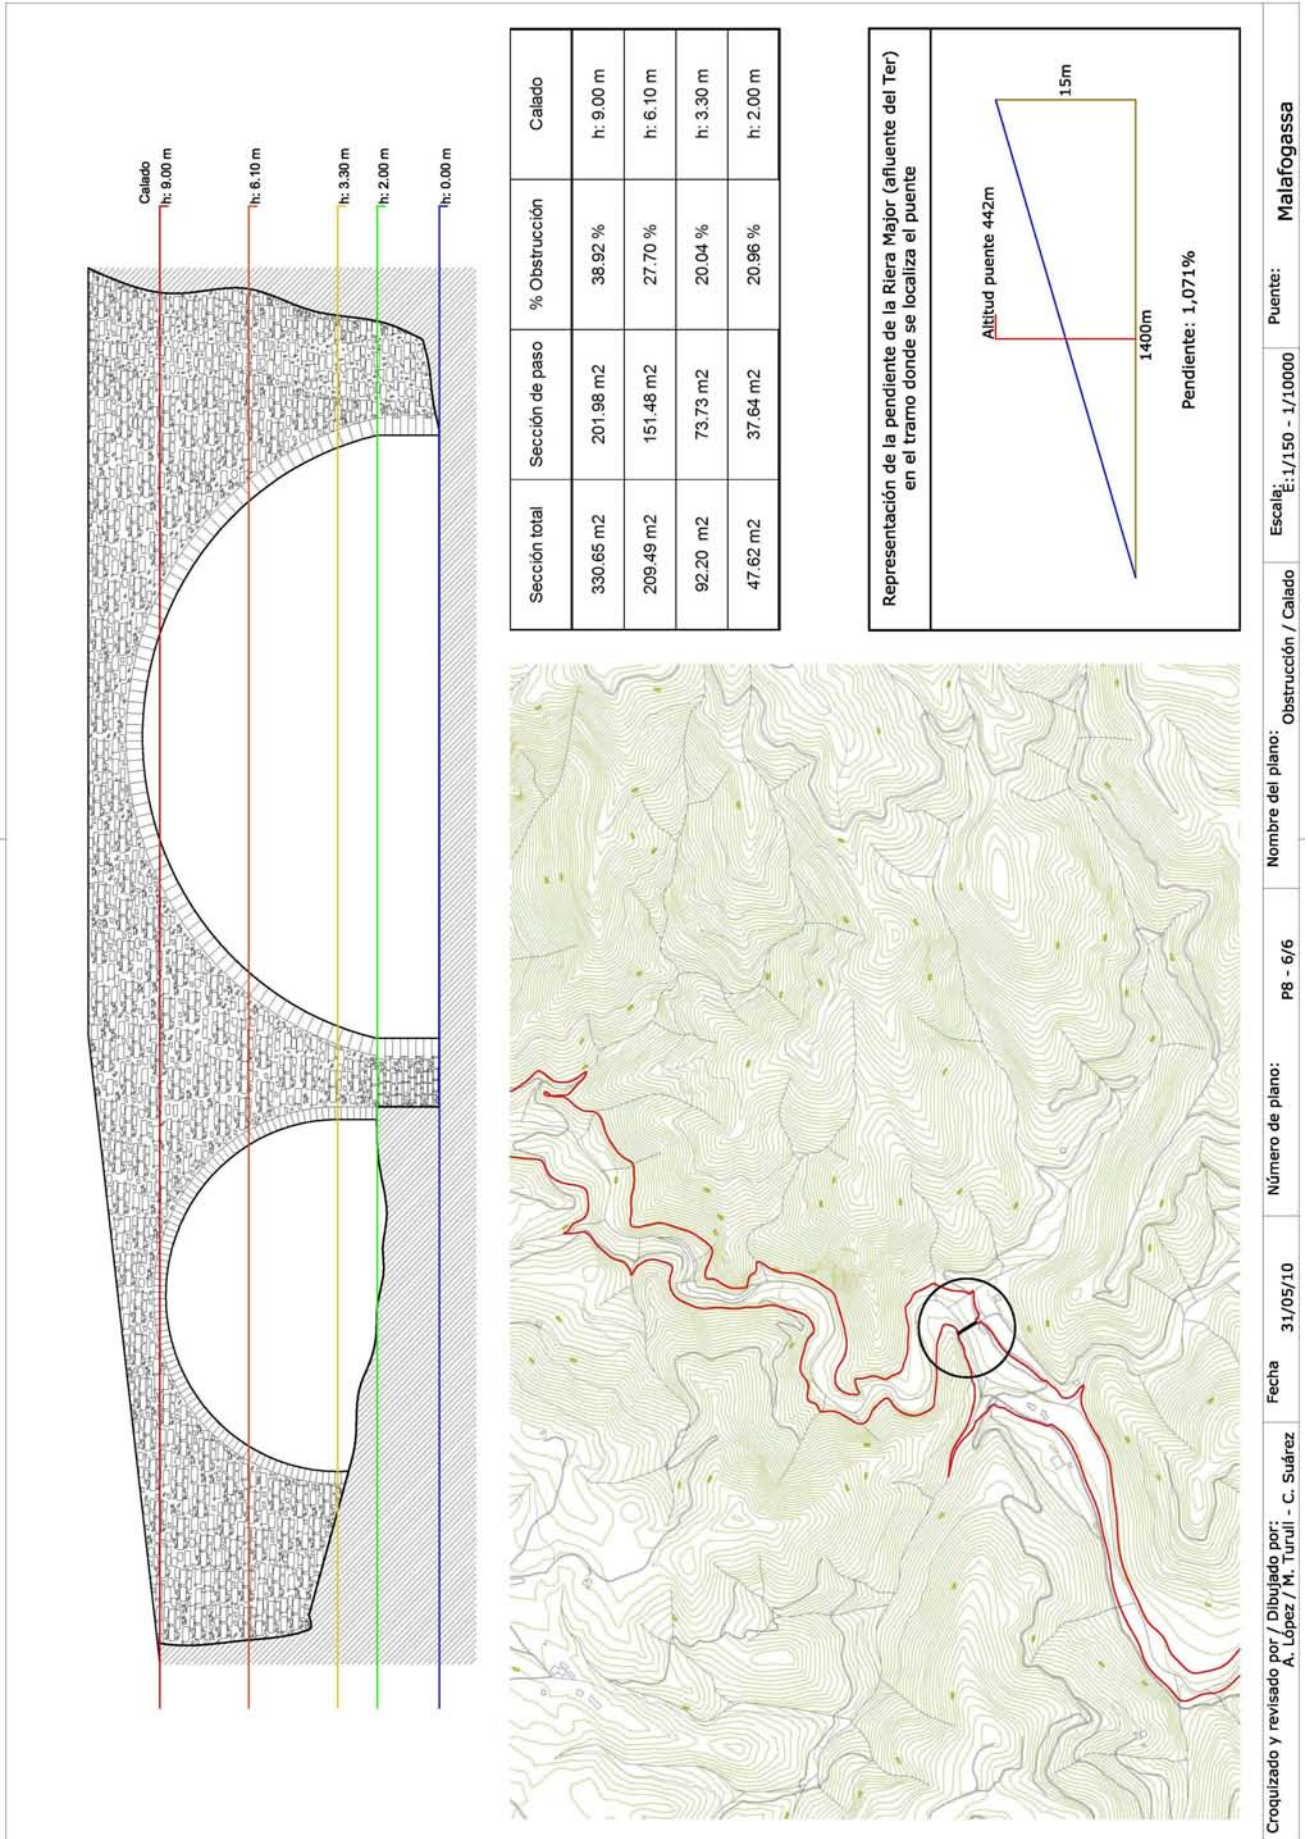 Calado
h: 9.00 m
h: 6.10 m
h: 3.30 m
h: 2.00 m
h: 0.00 m
Sección total Sección de paso % Obstrucción Calado
330.65 m2 201.98 m2 38.92 % h: 9.00 m
209.49 m2 151.48 m2 27.70 % h: 6.10 m
92.20 m2 73.73 m2 20.04 % h: 3.30 m
47.62 m2 37.64 m2 20.96 % h: 2.00 m
Representación de la pendiente de la Riera Major (afluente del Ter)
en el tramo donde se localiza el puente
Altitud puente 442m
15m
1400m
Pendiente: 1,071%
Croquizado y revisado por / Dibujado por:
A. López / M. Turull - C. Suárez
Fecha
31/05/10
Número de plano:
P8 - 6/6
Nombre del plano:
Obstrucción / Calado
Escala:
E:1/150 - 1/10000
Puente:
Malafogassa